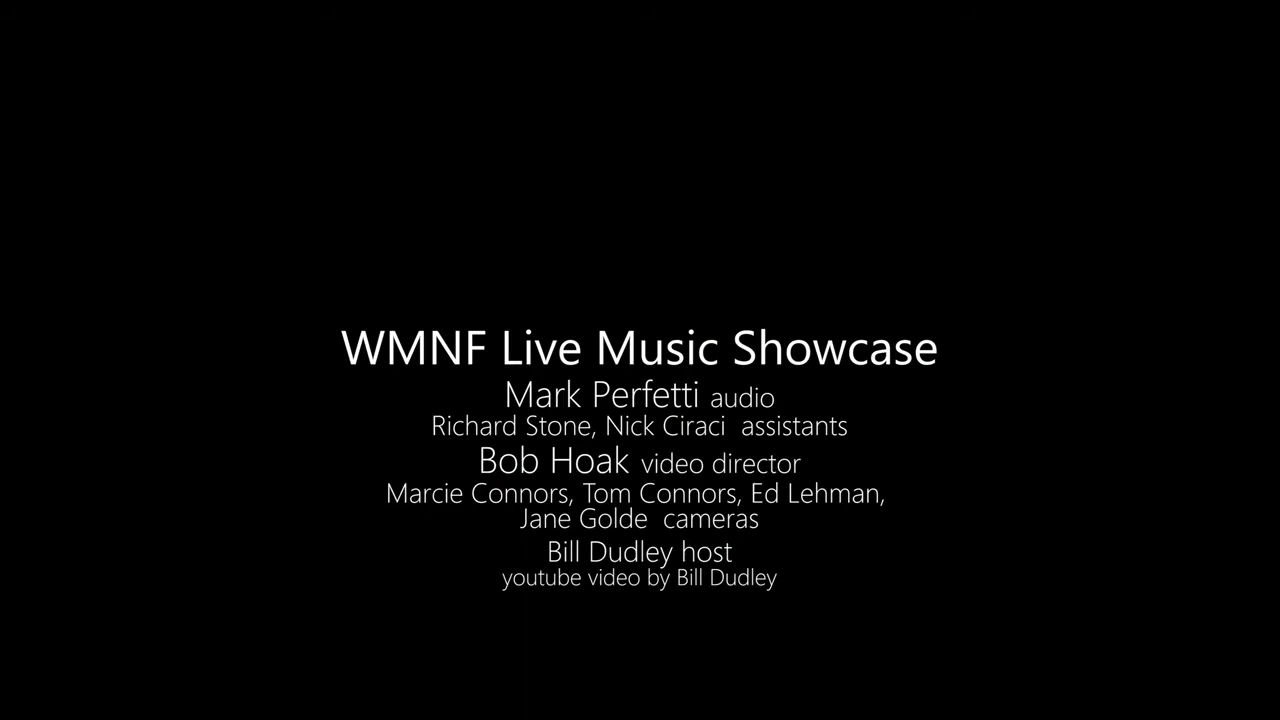 WMNF Live Music Showcase
Mark Perfetti audio
Richard Stone, Nick Ciraci assistants
Bob Hoak video director
Marcie Connors, Tom Connors, Ed Lehman,
Jane Golde cameras
Bill Dudley host
youtube video by Bill Dudley